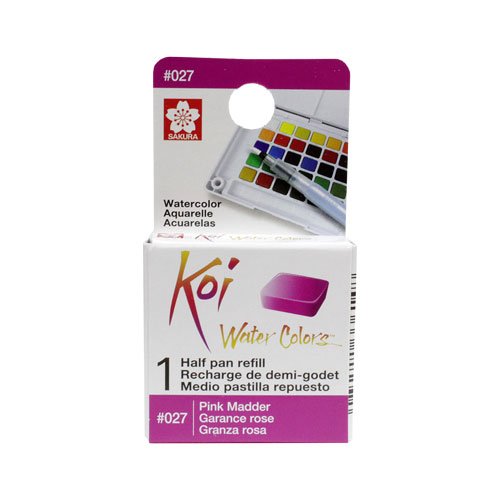 #027
SAKURA
Watercolor
Aquarelle
Acuarelas
Koi
Water Colors™
1 Half pan refill
Recharge de demi-godet
Medio pastilla repuesto
#027
Pink Madder
Garance rose
Granza rosa